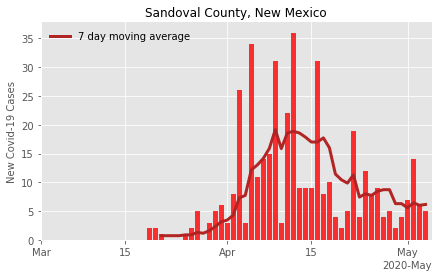 Sandoval County, New Mexico
7 day moving average
New Covid-19 Cases
35
30
25
20
15
10
5
0
Mar 15 Apr 15 May
2020-May